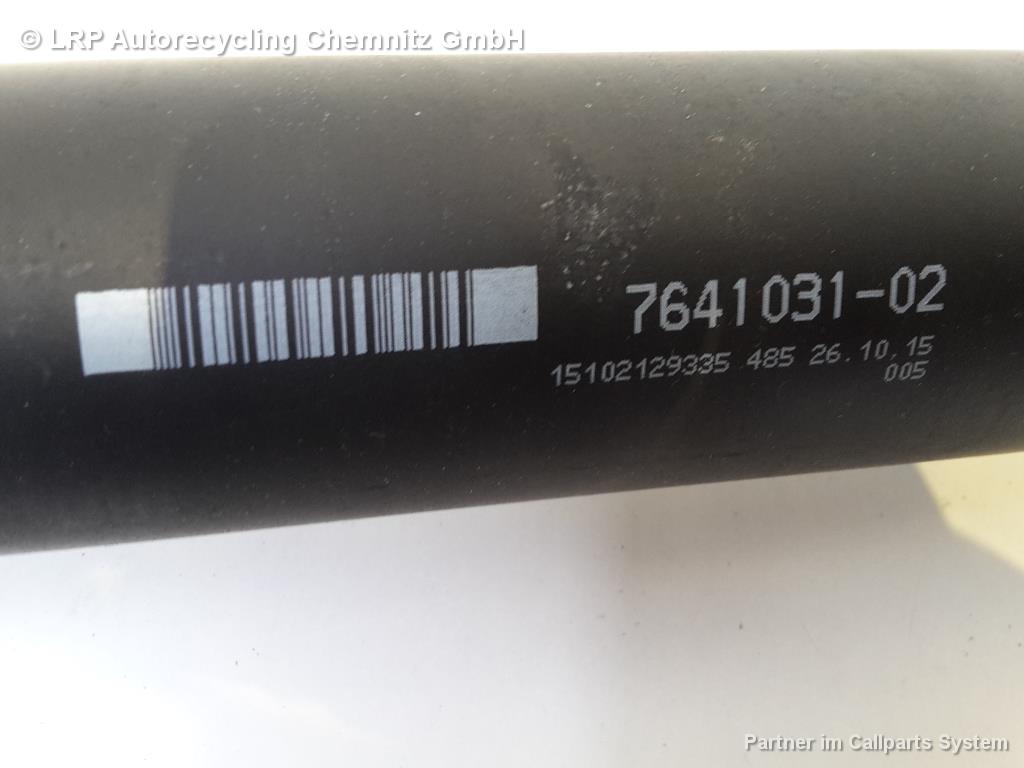 © LRP Autorecycling Chemnitz GmbH
7641031-02
15102129335 485 26.10.15
005
Partner im Callparts System